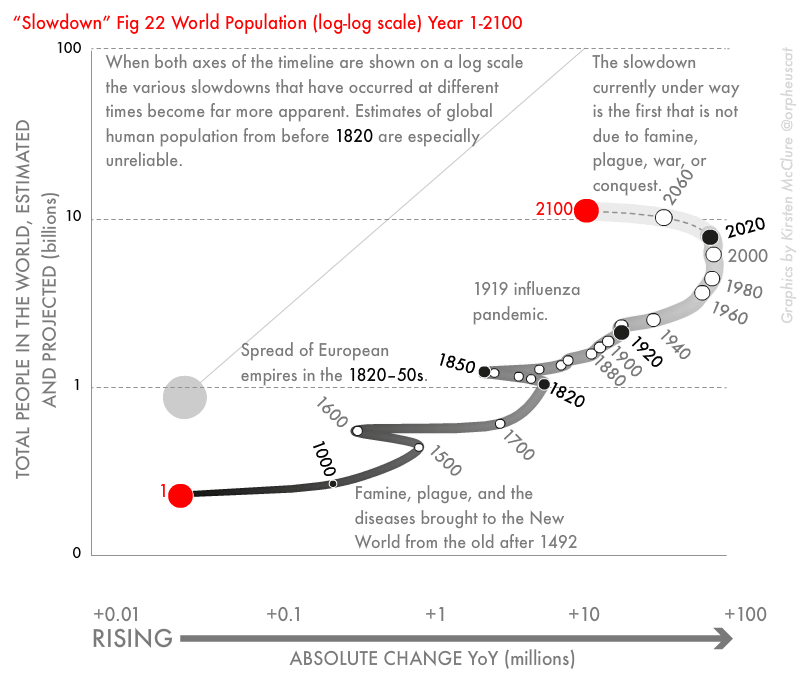 “Slowdown” Fig 22 World Population (log-log scale) Year 1-2100
100
When both axes of the timeline are shown on a log scale
the various slowdowns that have occurred at different
times become far more apparent. Estimates of global
human population from before 1820 are especially
unreliable.
The slowdown
currently under way
is the first that is not
due to famine,
plague, war, or
conquest.
2060
2100
10
2020
2000
1980
1960
1919 influenza
pandemic.
1940
1920
1900
1880
Spread of European
empires in the 1820–50s.
1850
1820
1
1600
1700
1500
1000
1
Famine, plague, and the
diseases brought to the New
World from the old after 1492
0
TOTAL PEOPLE IN THE WORLD, ESTIMATED
AND PROJECTED (billions)
Graphics by Kirsten McClure @orpheuscat
+0.01
+0.1
+1
+10
+100
RISING
ABSOLUTE CHANGE YoY (millions)